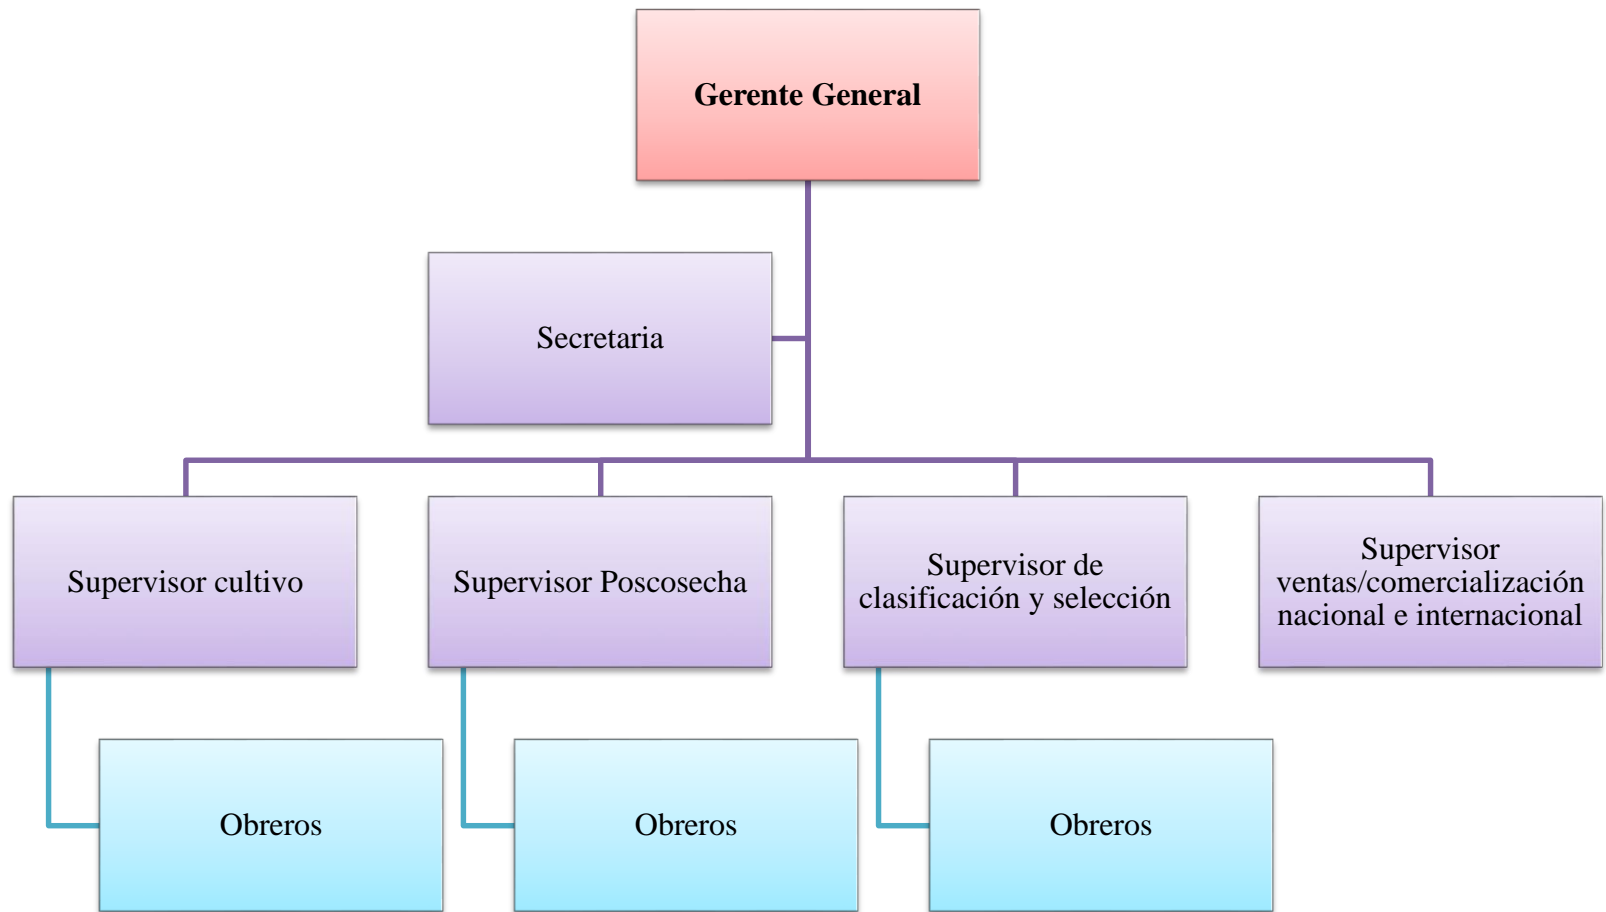 Gerente General
Secretaria
Supervisor cultivo
Supervisor Poscosecha
Supervisor de
clasificación y selección
Supervisor
ventas/comercialización
nacional e internacional
Obreros
Obreros
Obreros